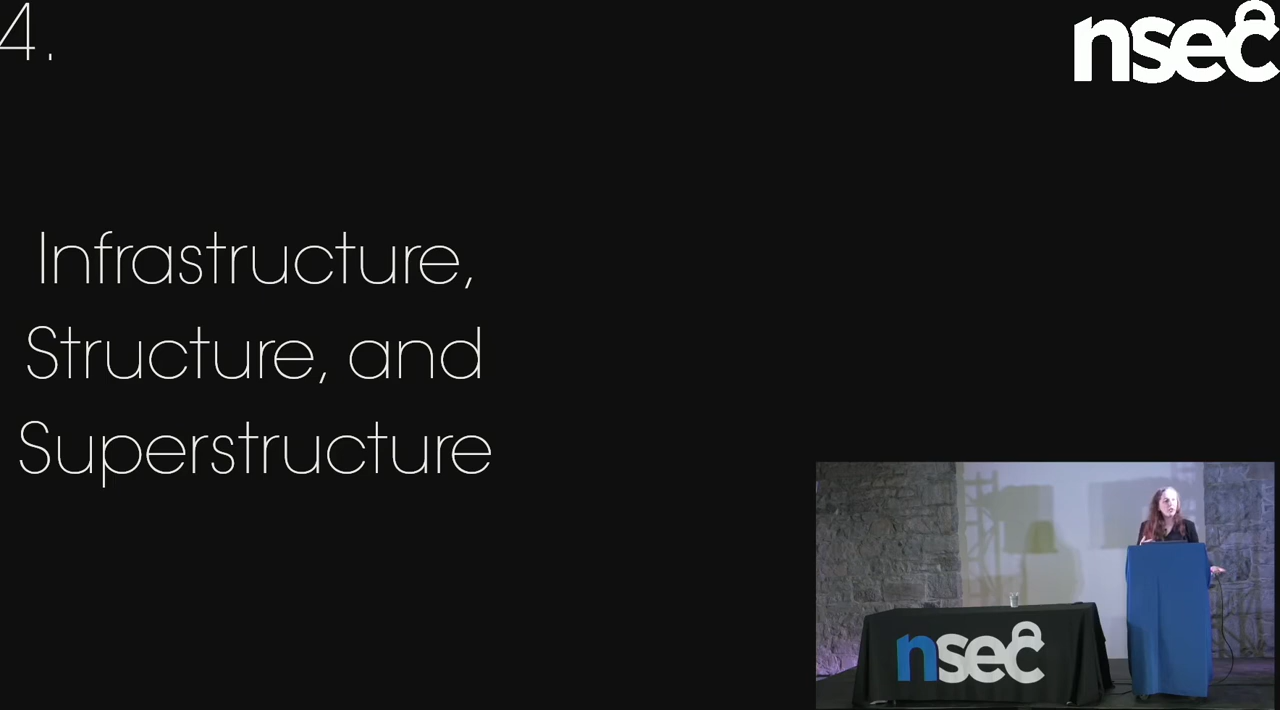 4.
nsec
Infrastructure,
Structure, and
Superstructure
nsec